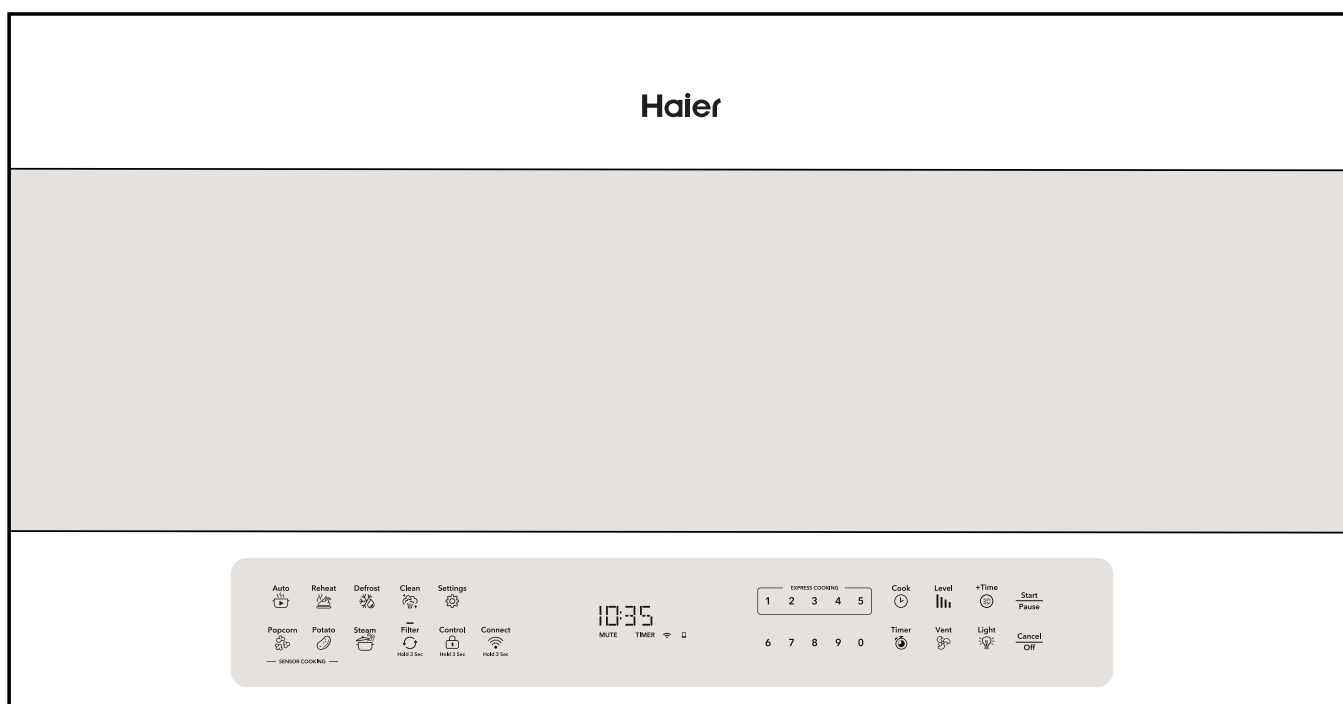 Haier
Auto Reheat Defrost Clean Settings
Popcorn Potato Steam Filter Control Connect
Hold 3 Sec Hold 3 Sec Hold 3 Sec
SENSOR COOKING
10:35
MUTE TIMER
EXPRESS COOKING
1 2 3 4 5
6 7 8 9 0
Cook Level +Time
30
Timer Vent Light
Start
Pause
Cancel
Off